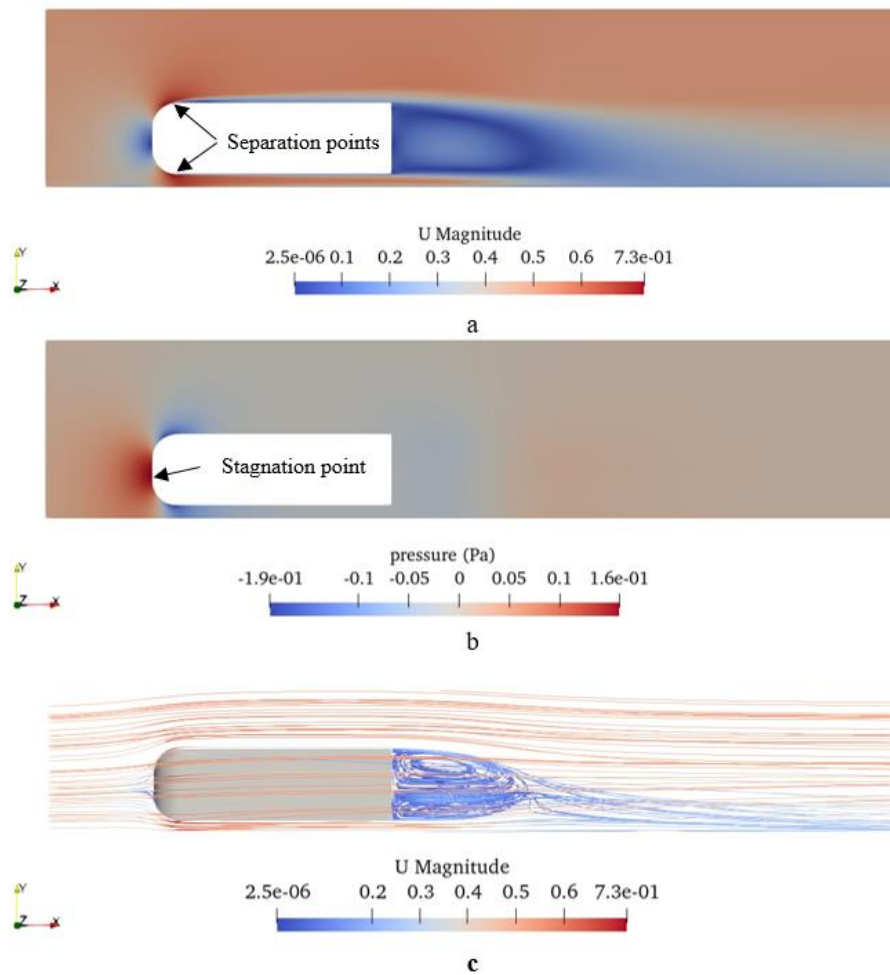 Separation points
U Magnitude
2.5e-06 0.1 0.2 0.3 0.4 0.5 0.6 7.3e-01
Y
Z X
a
Stagnation point
pressure (Pa)
-1.9e-01 -0.1 -0.05 0 0.05 0.1 1.6e-01
Y
Z X
b
U Magnitude
2.5e-06 0.2 0.3 0.4 0.5 0.6 7.3e-01
Y
Z X
c